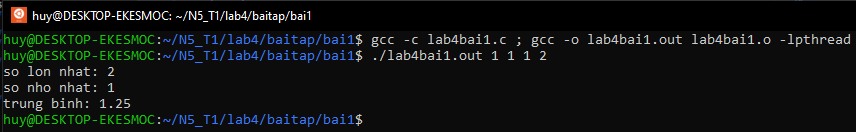 huy@DESKTOP-EKESMOC: ~/N5_T1/lab4/baitap/bai1
huy@DESKTOP-EKESMOC:~/N5_T1/lab4/baitap/bai1$ gcc -c lab4bai1.c ; gcc -o lab4bai1.out lab4bai1.o -lpthread
huy@DESKTOP-EKESMOC:~/N5_T1/lab4/baitap/bai1$ ./lab4bai1.out 1 1 1 2
so lon nhat: 2
so nho nhat: 1
trung binh: 1.25
huy@DESKTOP-EKESMOC:~/N5_T1/lab4/baitap/bai1$